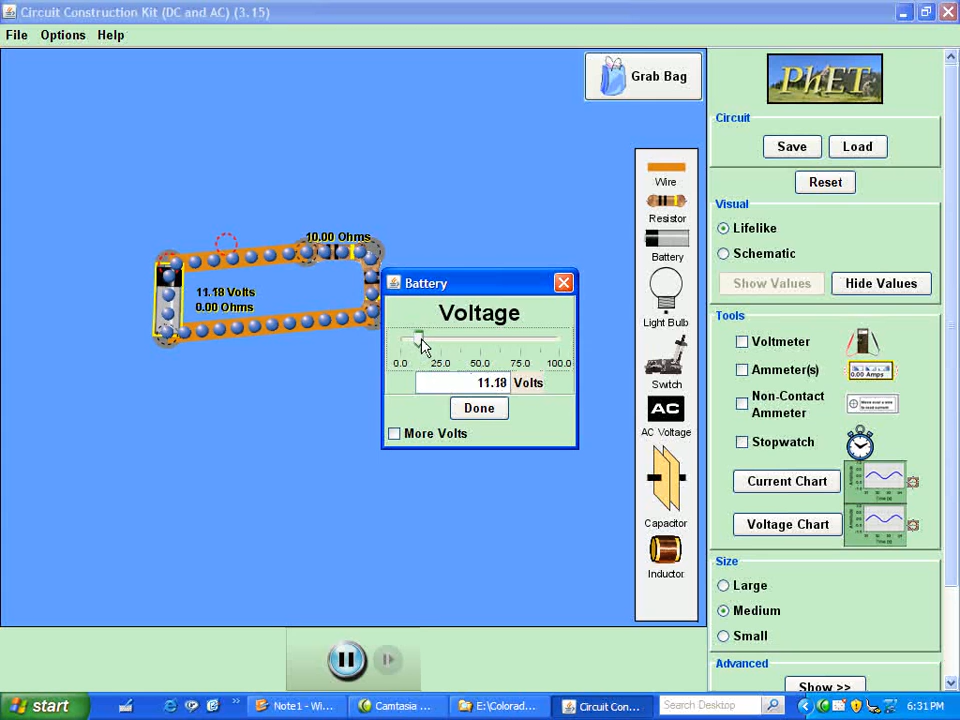 Circuit Construction Kit (DC and AC) (3.15)
File Options Help
Grab Bag
PhET
Circuit
Save Load
Reset
Visual
Lifelike
Schematic
Show Values Hide Values
Tools
Voltmeter
Ammeter(s)
0.00 Amps
Non-Contact
Ammeter
Stopwatch
Current Chart
Voltage Chart
Size
Large
Medium
Small
Advanced
Show >>
Wire
Resistor
Battery
Light Bulb
Switch
AC
AC Voltage
Capacitor
Inductor
10.00 Ohms
11.18 Volts
0.00 Ohms
Battery
Voltage
0.0 25.0 50.0 75.0 100.0
11.18 Volts
Done
More Volts
start
Note1 - Wi...
Camtasia ...
E:\Colorad...
Circuit Con...
Search Desktop
6:31 PM